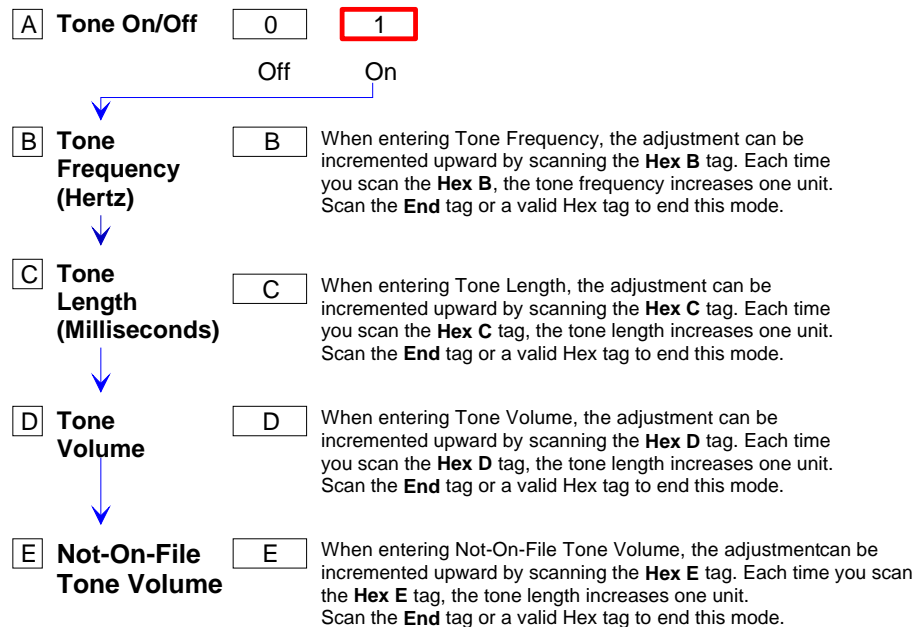 A Tone On/Off 0 1
Off On
B Tone Frequency (Hertz) B
When entering Tone Frequency, the adjustment can be
incremented upward by scanning the Hex B tag. Each time
you scan the Hex B, the tone frequency increases one unit.
Scan the End tag or a valid Hex tag to end this mode.
C Tone Length (Milliseconds) C
When entering Tone Length, the adjustment can be
incremented upward by scanning the Hex C tag. Each time
you scan the Hex C tag, the tone length increases one unit.
Scan the End tag or a valid Hex tag to end this mode.
D Tone Volume D
When entering Tone Volume, the adjustment can be
incremented upward by scanning the Hex D tag. Each time
you scan the Hex D tag, the tone length increases one unit.
Scan the End tag or a valid Hex tag to end this mode.
E Not-On-File Tone Volume E
When entering Not-On-File Tone Volume, the adjustmentcan be
incremented upward by scanning the Hex E tag. Each time you scan
the Hex E tag, the tone length increases one unit.
Scan the End tag or a valid Hex tag to end this mode.